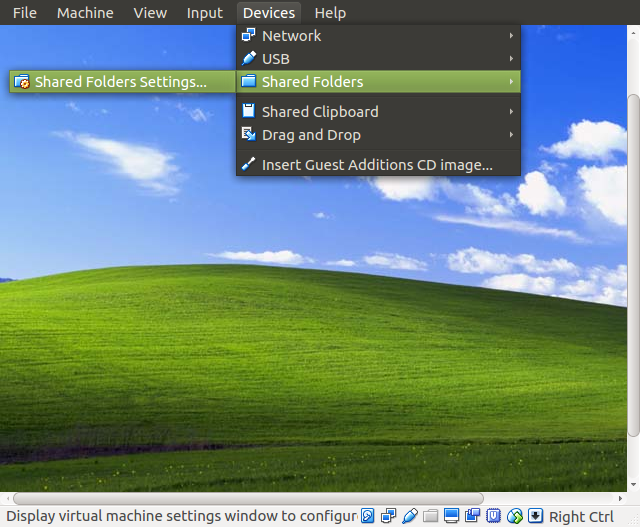 File Machine View Input Devices Help
Network
USB
Shared Folders Settings... Shared Folders
Shared Clipboard
Drag and Drop
Insert Guest Additions CD image...
Display virtual machine settings window to configur Right Ctrl